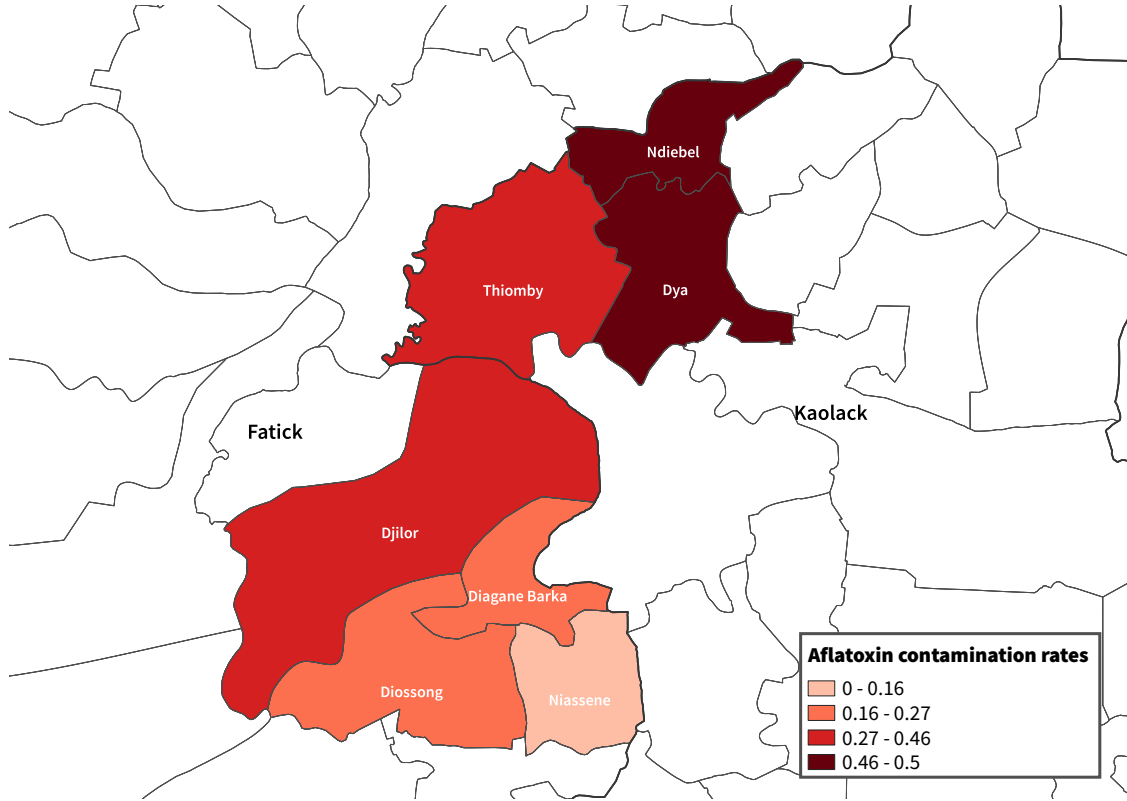 Ndiebel
Thiomby
Dya
Kaolack
Fatick
Djilor
Diagane Barka
Diossong
Niassene
Aflatoxin contamination rates
0 - 0.16
0.16 - 0.27
0.27 - 0.46
0.46 - 0.5